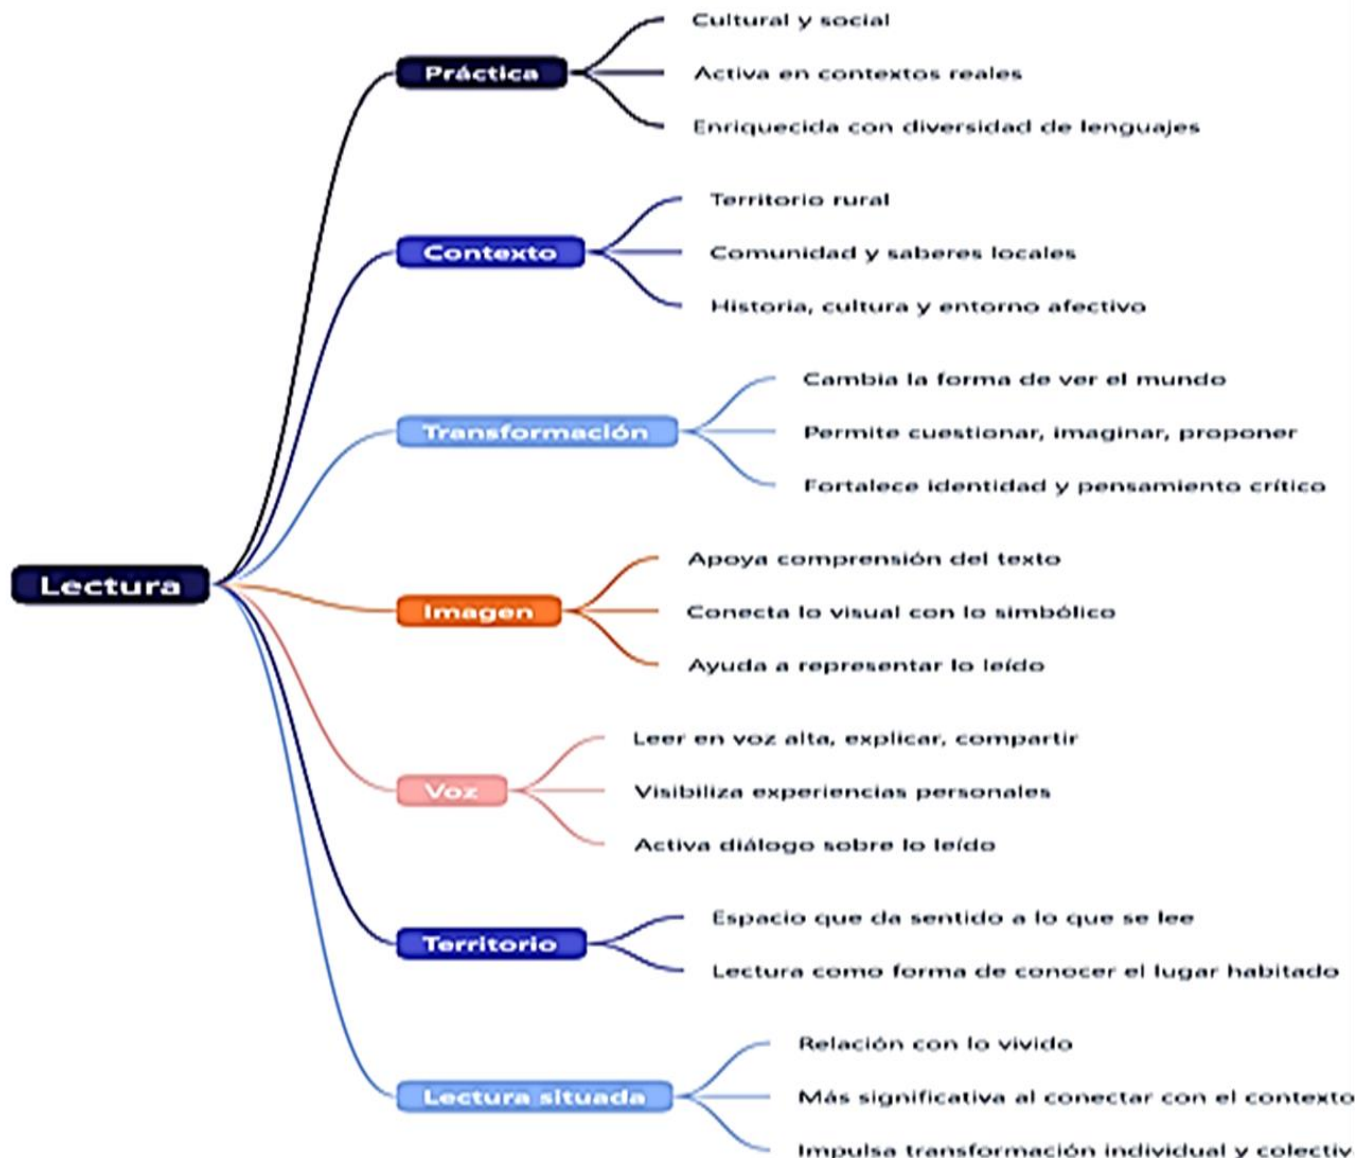 Lectura
Práctica
Cultural y social
Activa en contextos reales
Enriquecida con diversidad de lenguajes
Contexto
Territorio rural
Comunidad y saberes locales
Historia, cultura y entorno afectivo
Transformación
Cambia la forma de ver el mundo
Permite cuestionar, imaginar, proponer
Fortalece identidad y pensamiento crítico
Imagen
Apoya comprensión del texto
Conecta lo visual con lo simbólico
Ayuda a representar lo leído
Voz
Leer en voz alta, explicar, compartir
Visibiliza experiencias personales
Activa diálogo sobre lo leído
Territorio
Espacio que da sentido a lo que se lee
Lectura como forma de conocer el lugar habitado
Lectura situada
Relación con lo vivido
Más significativa al conectar con el contexto
Impulsa transformación individual y colectiv